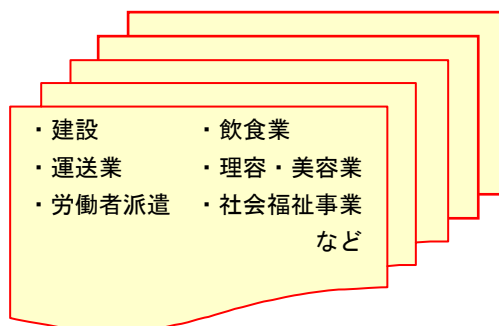 ・建設　　　・飲食業
・運送業　　・理容・美容業
・労働者派遣　・社会福祉事業
など